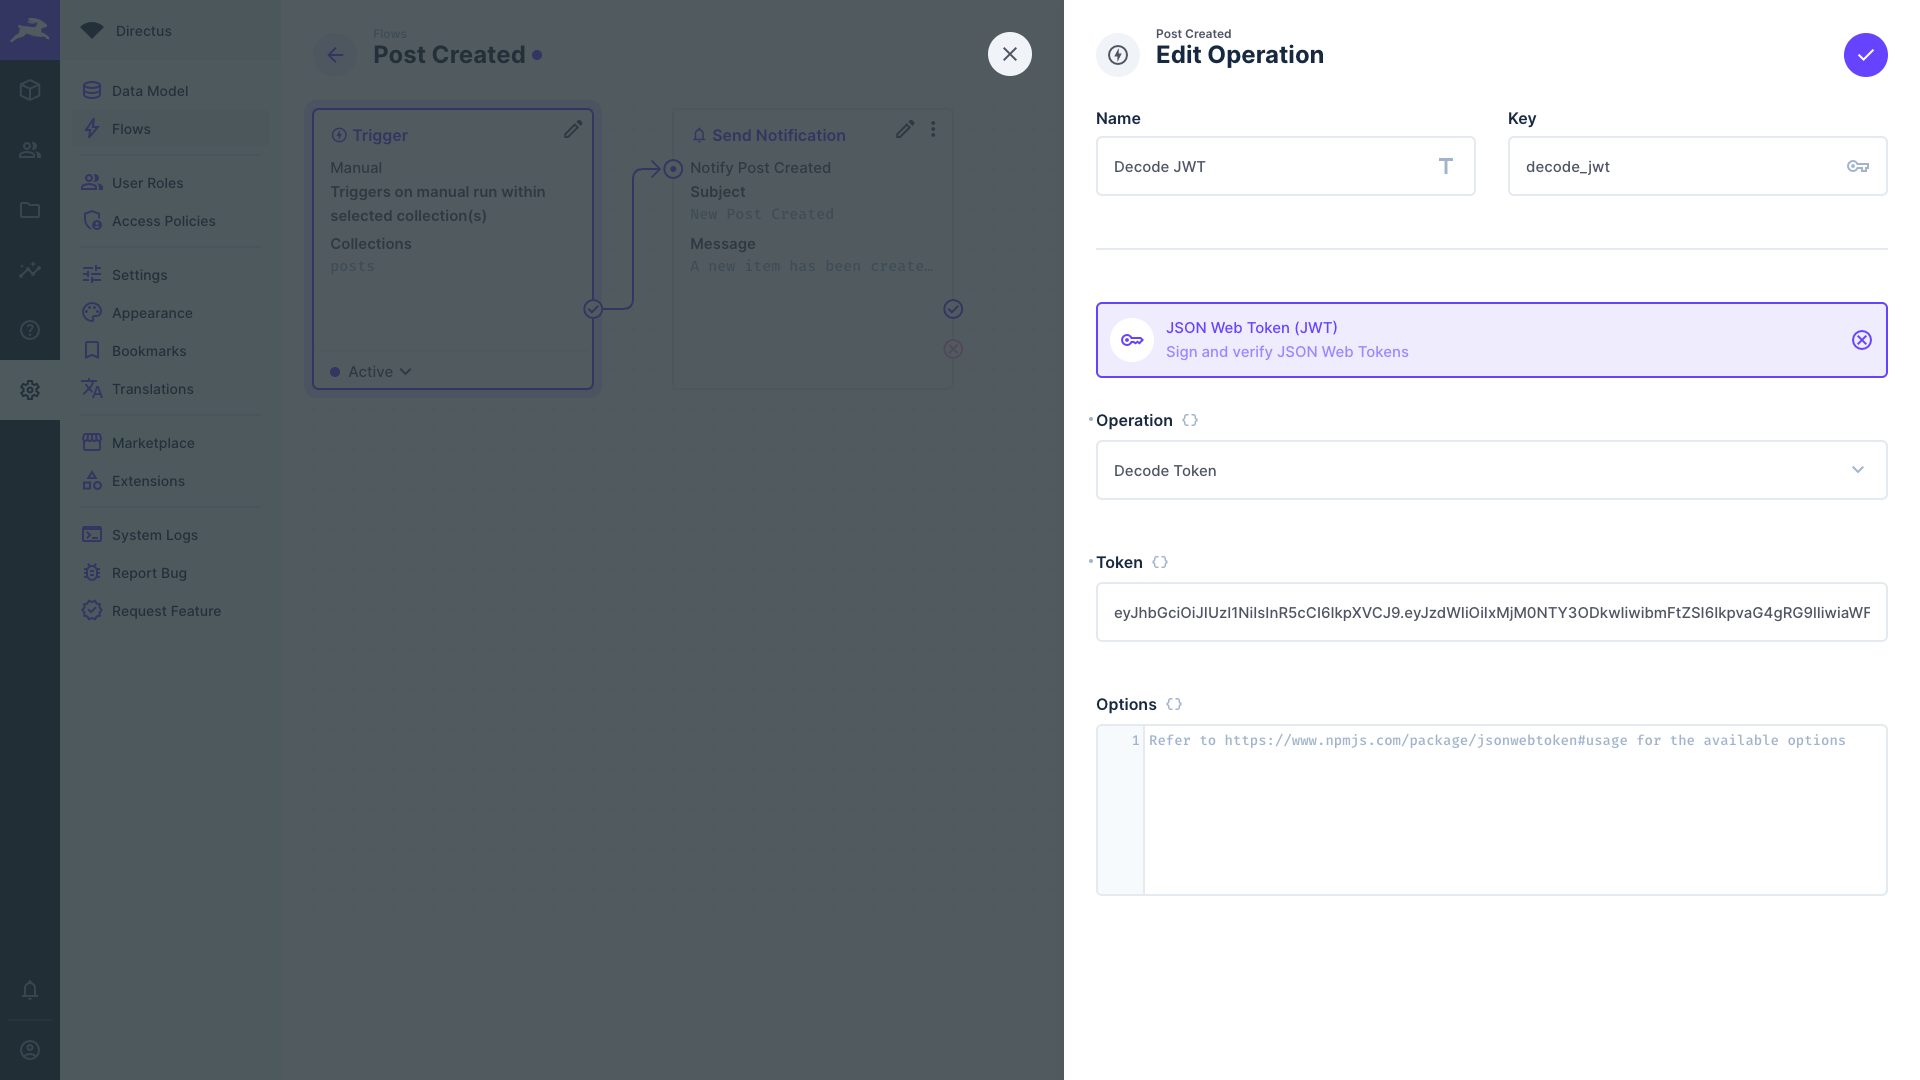 Directus
Data Model
Flows
User Roles
Access Policies
Settings
Appearance
Bookmarks
Translations
Marketplace
Extensions
System Logs
Report Bug
Request Feature
Flows
Post Created
Trigger
Manual
Triggers on manual run within
selected collection(s)
Collections
posts
Active
Send Notification
Notify Post Created
Subject
New Post Created
Message
A new item has been create…
Post Created
Edit Operation
Name
Decode JWT
Key
decode_jwt
JSON Web Token (JWT)
Sign and verify JSON Web Tokens
Operation
Decode Token
Token
eyJhbGciOiJIUzI1NiIsInR5cCI6IkpXVCJ9.eyJzdWIiOiIxMjM0NTY3ODkwIiwibmFtZSI6IkpvaG4gRG9lIiwiaWF
Options
1
Refer to https://www.npmjs.com/package/jsonwebtoken#usage for the available options